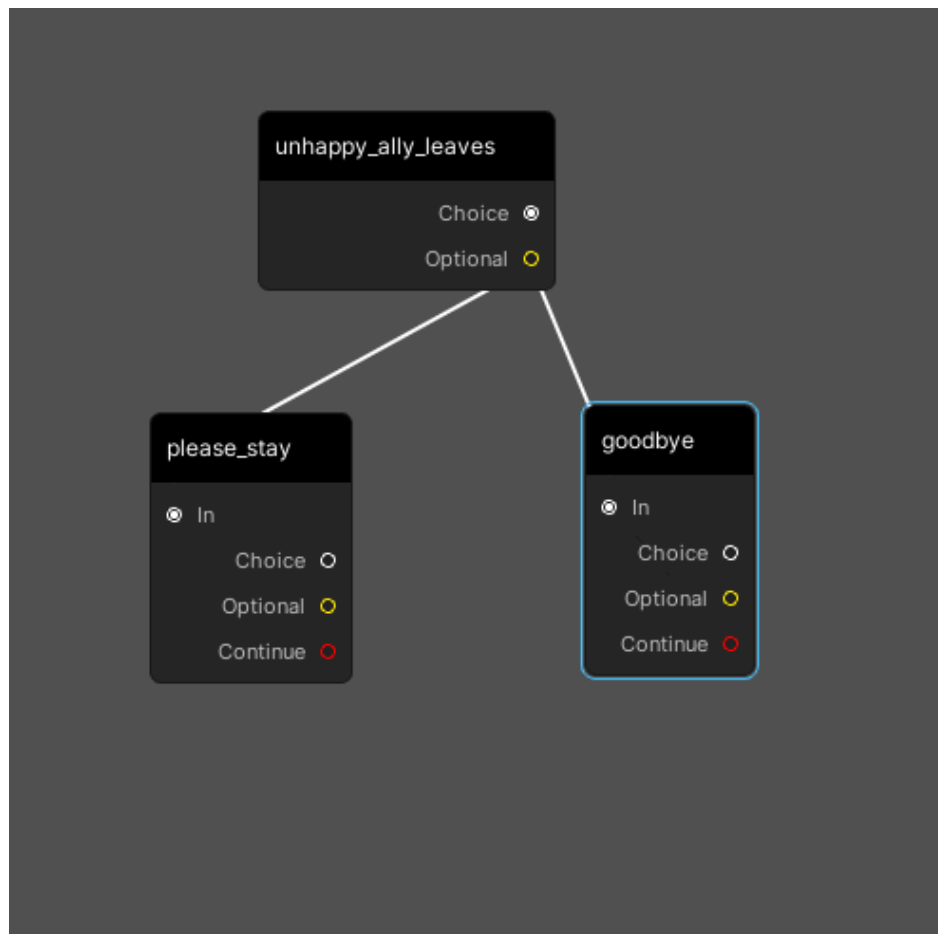 unhappy_ally_leaves
Choice
Optional
please_stay
In
Choice
Optional
Continue
goodbye
In
Choice
Optional
Continue